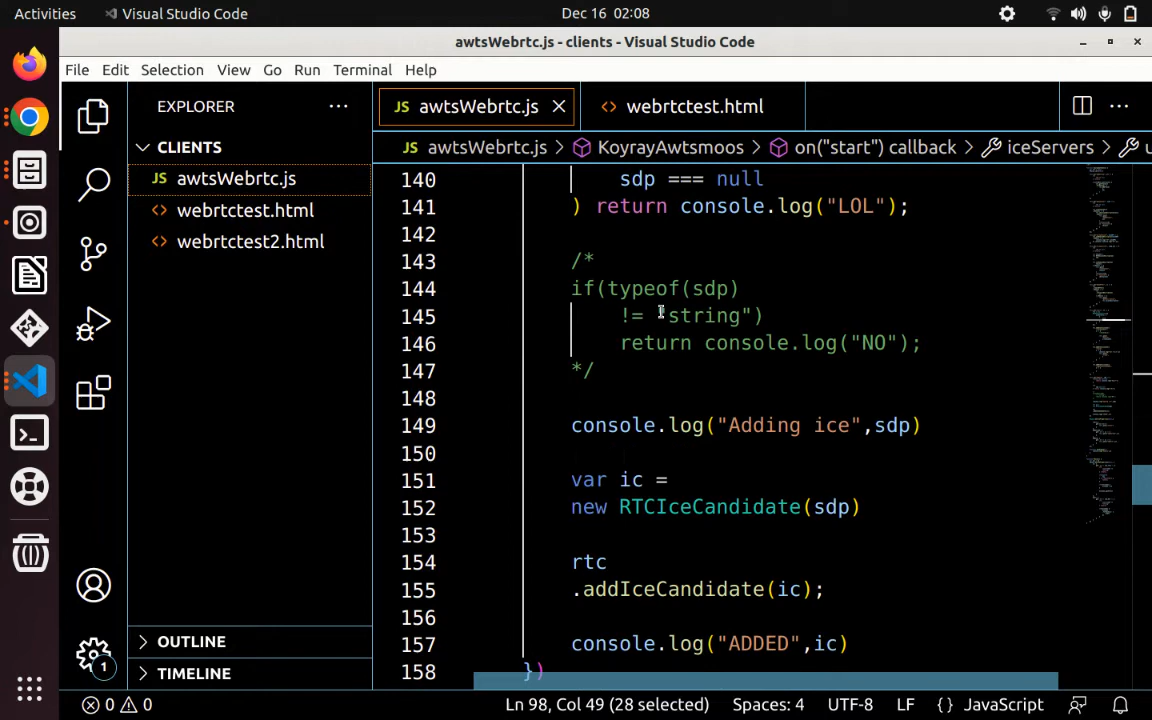 Activities
Visual Studio Code
Dec 16 02:08
awtsWebrtc.js - clients - Visual Studio Code
File Edit Selection View Go Run Terminal Help
EXPLORER
JS awtsWebrtc.js
<> webrtctest.html
CLIENTS
JS awtsWebrtc.js > KoyrayAwtsmoos > on("start") callback > iceServers >
JS awtsWebrtc.js
<> webrtctest.html
<> webrtctest2.html
140 sdp === null
141 ) return console.log("LOL");
142
143 /*
144 if(typeof(sdp)
145 != "string")
146 return console.log("NO");
147 */
148
149 console.log("Adding ice",sdp)
150
151 var ic =
152 new RTCIceCandidate(sdp)
153
154 rtc
155 .addIceCandidate(ic);
156
157 console.log("ADDED",ic)
158 })
OUTLINE
TIMELINE
1
0 0
Ln 98, Col 49 (28 selected) Spaces: 4 UTF-8 LF {} JavaScript